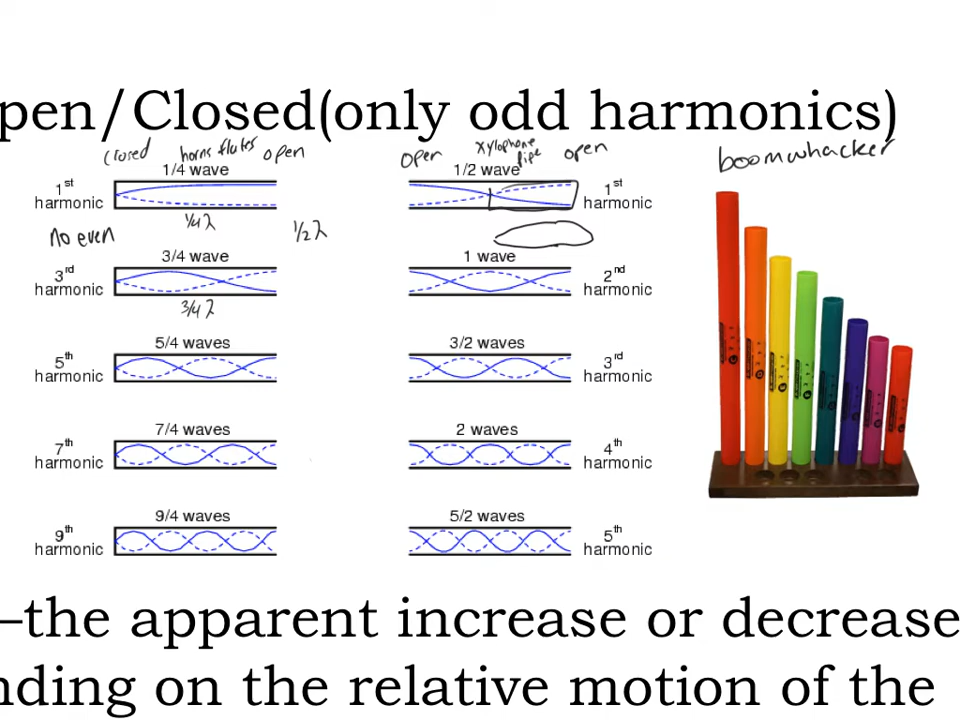 pen/Closed(only odd harmonics)
closed horns flutes open
1/4 wave
1st
harmonic
1/4 λ
no even
1/2 λ
3/4 wave
3rd
harmonic
3/4 λ
5/4 waves
5th
harmonic
7/4 waves
7th
harmonic
9/4 waves
9th
harmonic
open xylophone pipe open
1/2 wave
1st
harmonic
1 wave
2nd
harmonic
3/2 waves
3rd
harmonic
2 waves
4th
harmonic
5/2 waves
5th
harmonic
boomwhacker
–the apparent increase or decrease
nding on the relative motion of the